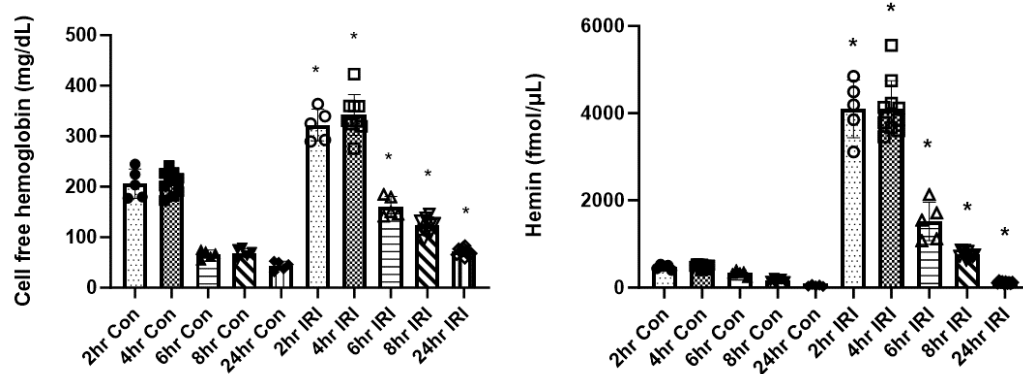 Cell free hemoglobin (mg/dL)
500
400
300
200
100
0
* * * * *
2hr Con
4hr Con
6hr Con
8hr Con
24hr Con
2hr IRI
4hr IRI
6hr IRI
8hr IRI
24hr IRI
Hemin (fmol/µL)
6000
4000
2000
0
* * * * *
2hr Con
4hr Con
6hr Con
8hr Con
24hr Con
2hr IRI
4hr IRI
6hr IRI
8hr IRI
24hr IRI